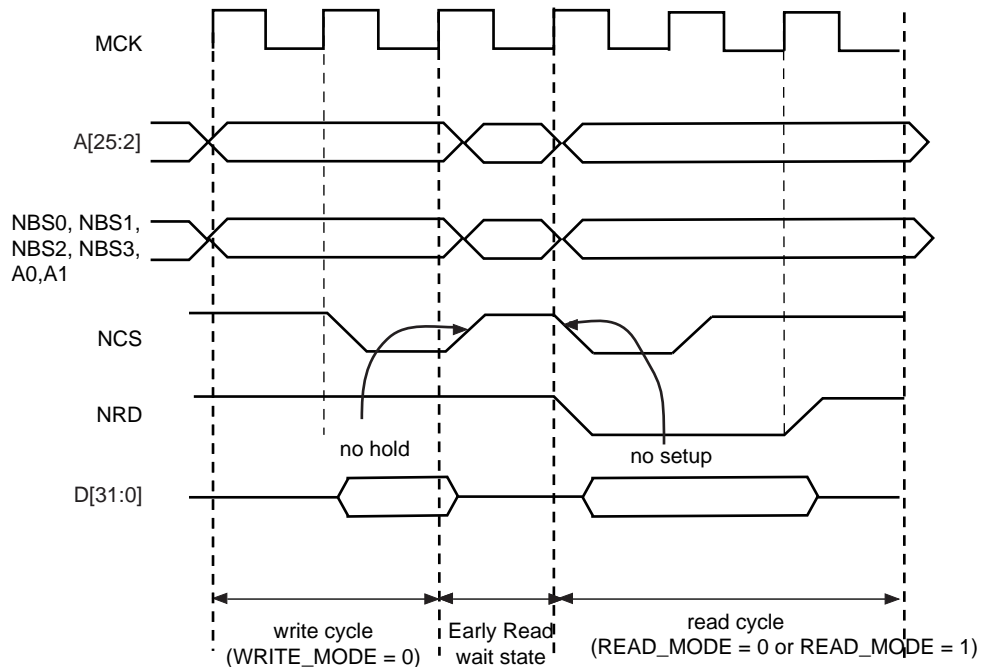 MCK
A[25:2]
NBS0, NBS1,
NBS2, NBS3,
A0,A1
NCS
NRD
no hold
no setup
D[31:0]
write cycle
(WRITE_MODE = 0)
Early Read
wait state
read cycle
(READ_MODE = 0 or READ_MODE = 1)